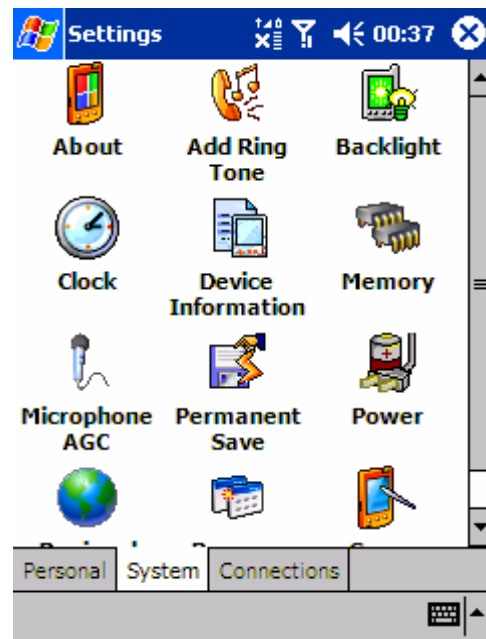 Settings 00:37
About Add Ring Tone Backlight
Clock Device Information Memory
Microphone AGC Permanent Save Power
Personal System Connections